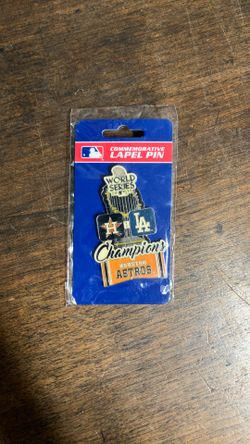 COMMEMORATIVE
LAPEL PIN
WORLD
SERIES
H
LA
Champions
HOUSTON
ASTROS